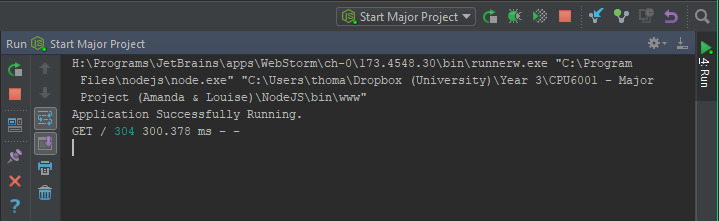 Start Major Project
Run Start Major Project
H:\Programs\JetBrains\apps\WebStorm\ch-0\173.4548.30\bin\runnerw.exe "C:\Program
Files\nodejs\node.exe" "C:\Users\thoma\Dropbox (University)\Year 3\CPU6001 - Major
Project (Amanda & Louise)\NodeJS\bin\www"
Application Successfully Running.
GET / 304 300.378 ms - -
4: Run